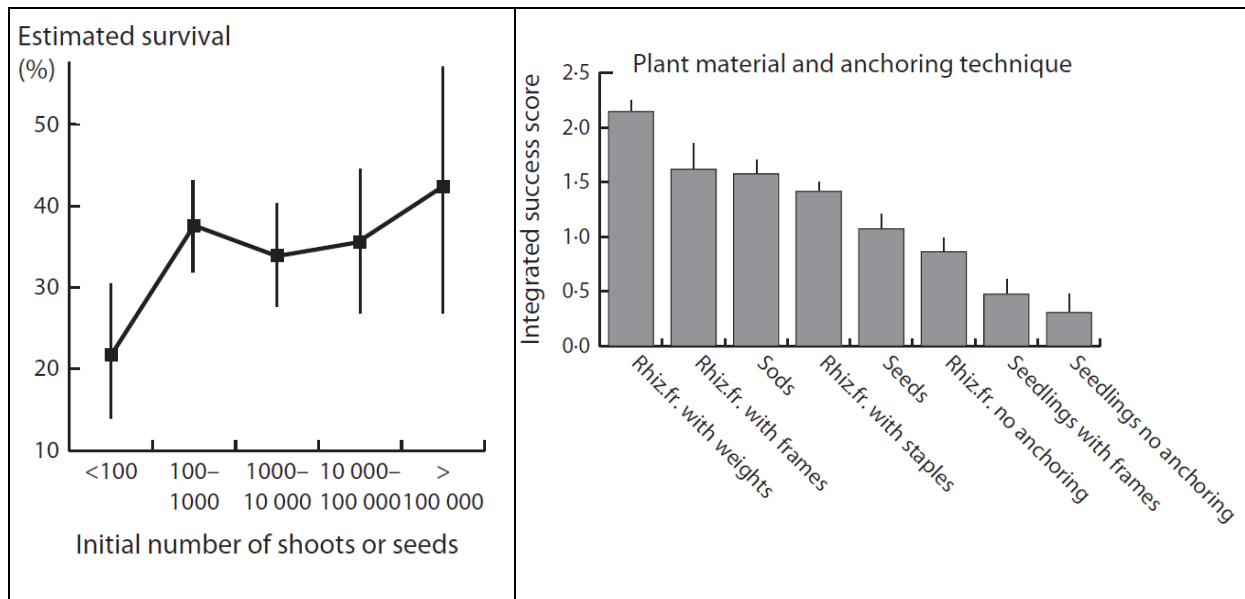 Estimated survival
(%)
50
40
30
20
10
<100
100–
1000
1000–
10 000
10 000–
100 000
>
100 000
Initial number of shoots or seeds
Plant material and anchoring technique
Integrated success score
2·5
2·0
1·5
1·0
0·5
0·0
Rhiz.fr. with weights
Rhiz.fr. with frames
Sods
Rhiz.fr. with staples
Seeds
Rhiz.fr. no anchoring
Seedlings with frames
Seedlings no anchoring